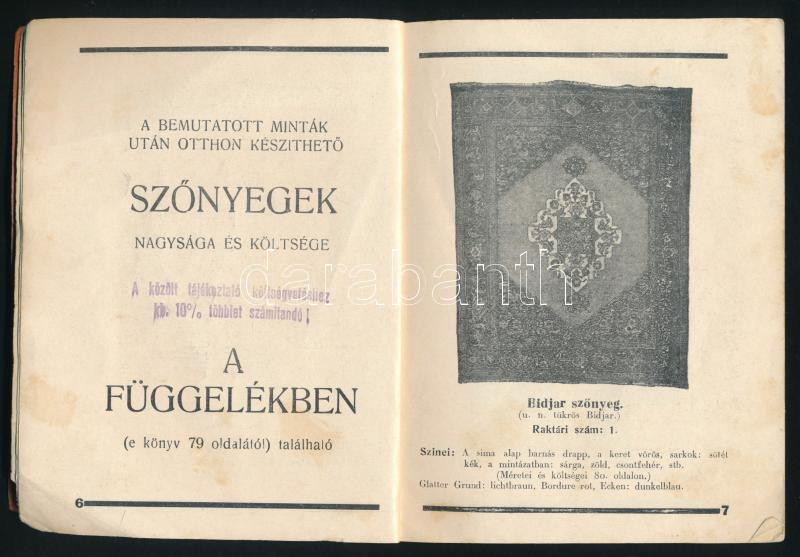 A BEMUTATOTT MINTÁK
UTÁN OTTHON KÉSZITHETŐ
SZŐNYEGEK
NAGYSÁGA ÉS KÖLTSÉGE
A közölt tájékoztató költségvetéshez
kb. 10% többlet számítandó!
A
FÜGGELÉKBEN
(e könyv 79 oldalától) található
6
darabanth
Bidjar szőnyeg.
(u. n. tükrös Bidjar.)
Raktári szám: 1.
Szinei: A sima alap barnás drapp, a keret vörös, sarkok: sötét
kék, a mintázatban: sárga, zöld, csontfehér, stb.
(Méretei és költségei 80. oldalon.)
Glatter Grund: lichtbraun, Bordure rot, Ecken: dunkelblau.
7